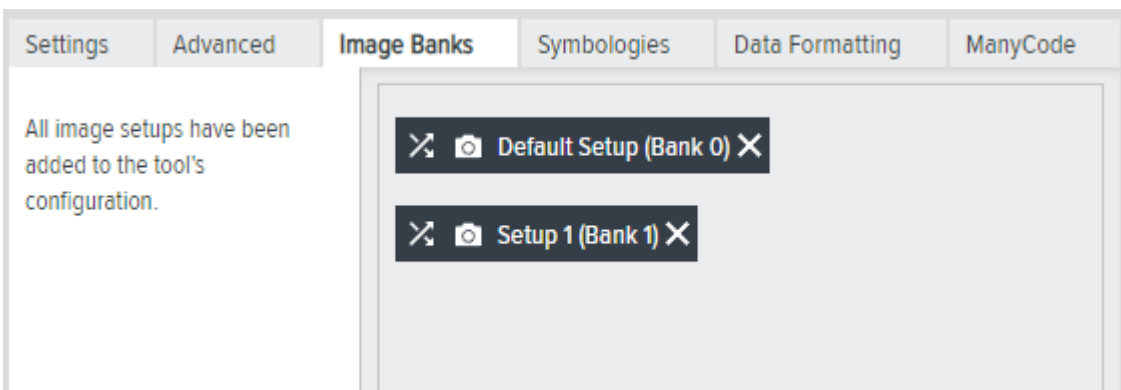 Settings Advanced Image Banks Symbologies Data Formatting ManyCode
All image setups have been
added to the tool's
configuration.
Default Setup (Bank 0)
Setup 1 (Bank 1)